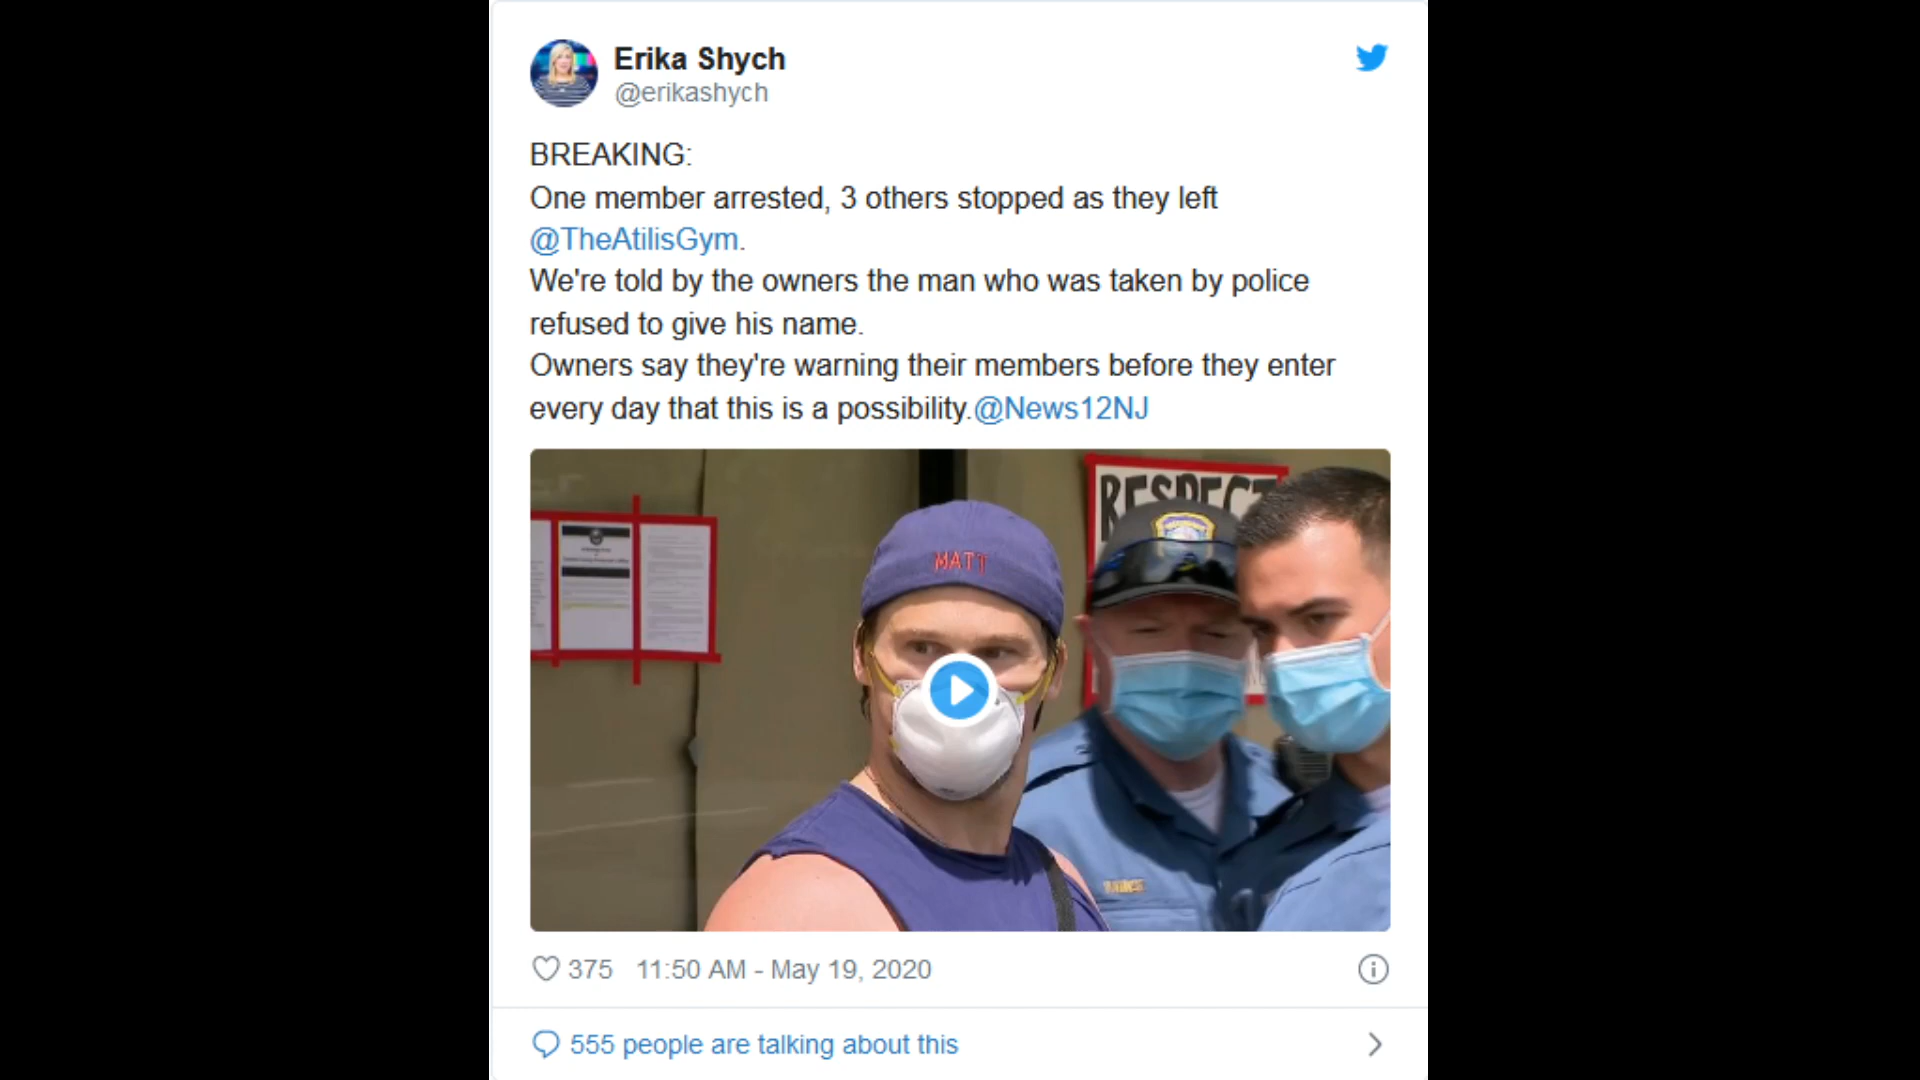 Erika Shych
@erikashych
BREAKING:
One member arrested, 3 others stopped as they left
@TheAtilisGym.
We're told by the owners the man who was taken by police
refused to give his name.
Owners say they're warning their members before they enter
every day that this is a possibility.@News12NJ
RESPECT
MATT
375 11:50 AM - May 19, 2020
555 people are talking about this